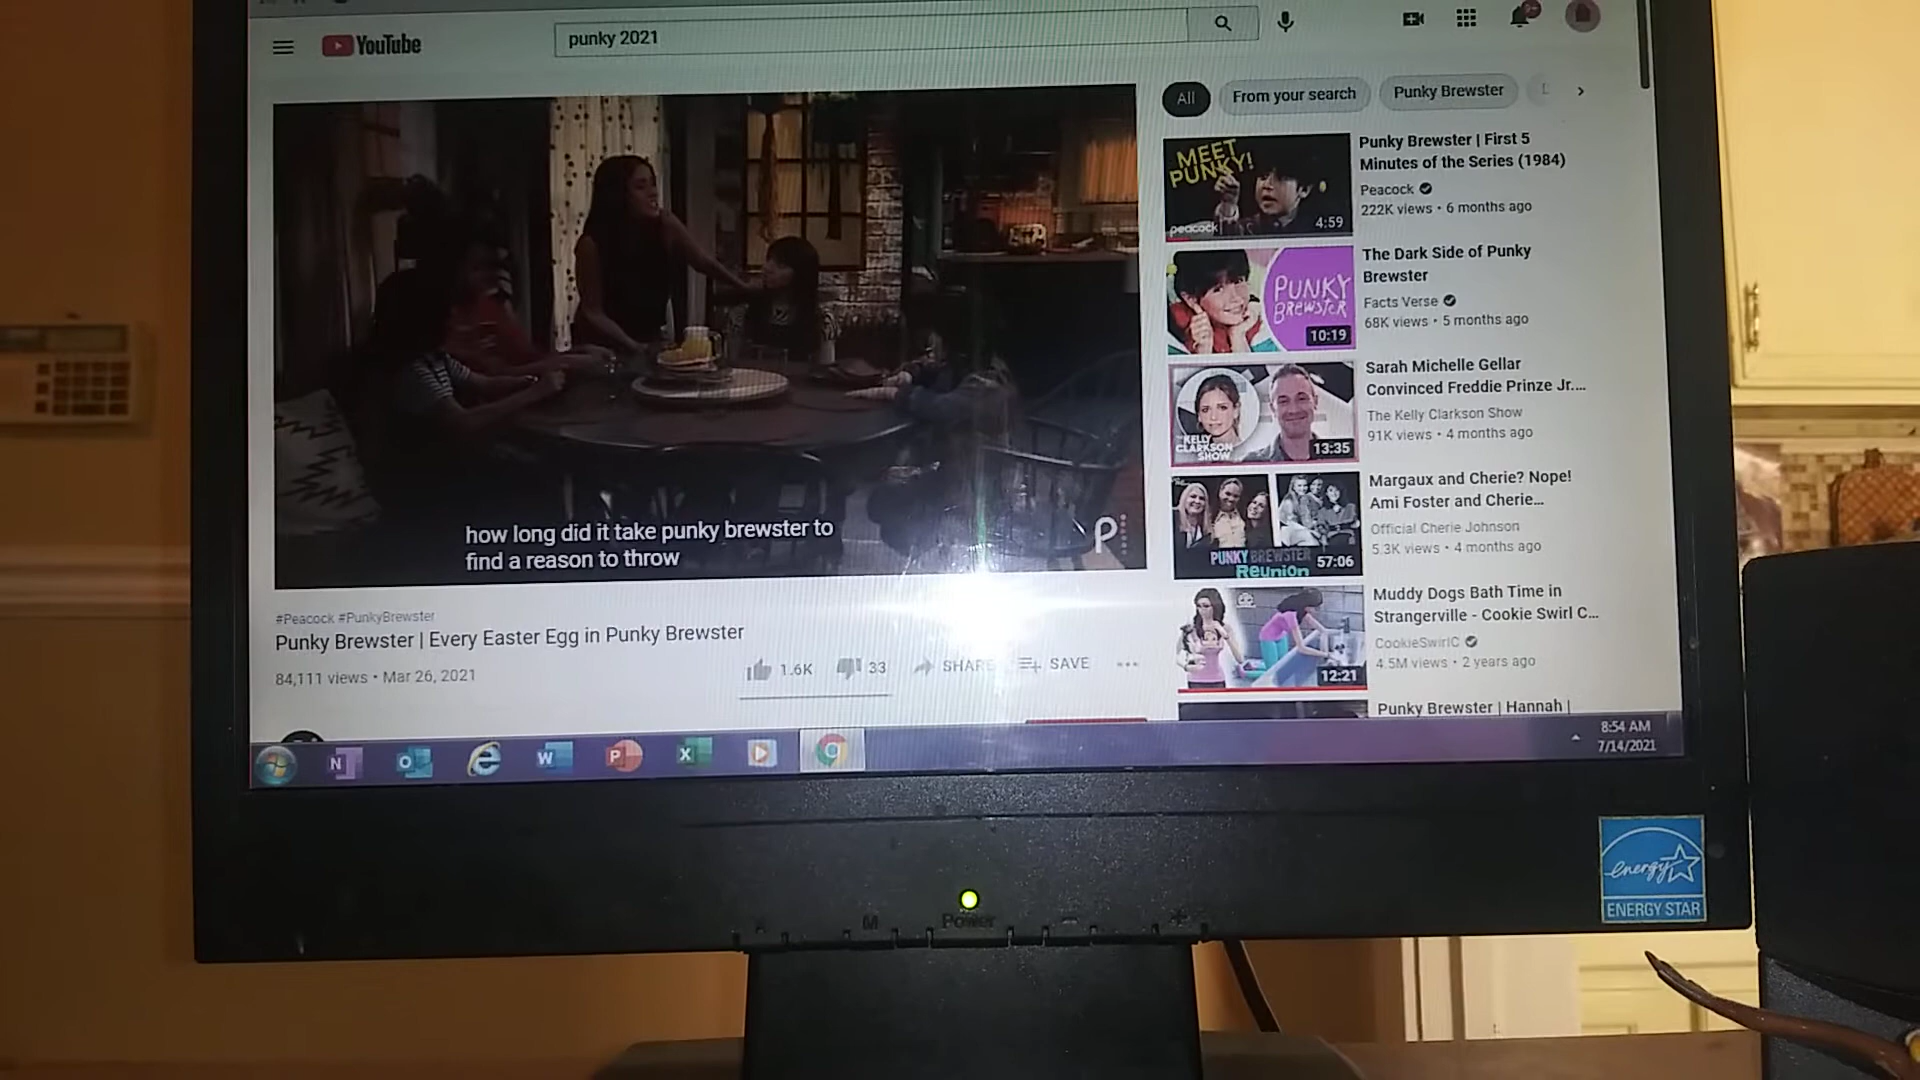 YouTube
punky 2021
9+
All
From your search
Punky Brewster
MEET
PUNKY!
peacock
4:59
Punky Brewster | First 5
Minutes of the Series (1984)
Peacock
222K views • 6 months ago
PUNKY
BREWSTER
10:19
The Dark Side of Punky
Brewster
Facts Verse
68K views • 5 months ago
KELLY
CLARKSON
SHOW
13:35
Sarah Michelle Gellar
Convinced Freddie Prinze Jr....
The Kelly Clarkson Show
91K views • 4 months ago
PUNKY BREWSTER
Reunion
57:06
Margaux and Cherie? Nope!
Ami Foster and Cherie...
Official Cherie Johnson
5.3K views • 4 months ago
12:21
Muddy Dogs Bath Time in
Strangerville - Cookie Swirl C...
CookieSwirlC
4.5M views • 2 years ago
Punky Brewster | Hannah |
how long did it take punky brewster to
find a reason to throw
P
#Peacock #PunkyBrewster
Punky Brewster | Every Easter Egg in Punky Brewster
84,111 views • Mar 26, 2021
1.6K
33
SHARE
SAVE
N
O
W
P
X
8:54 AM
7/14/2021
M
Power
energy
ENERGY STAR